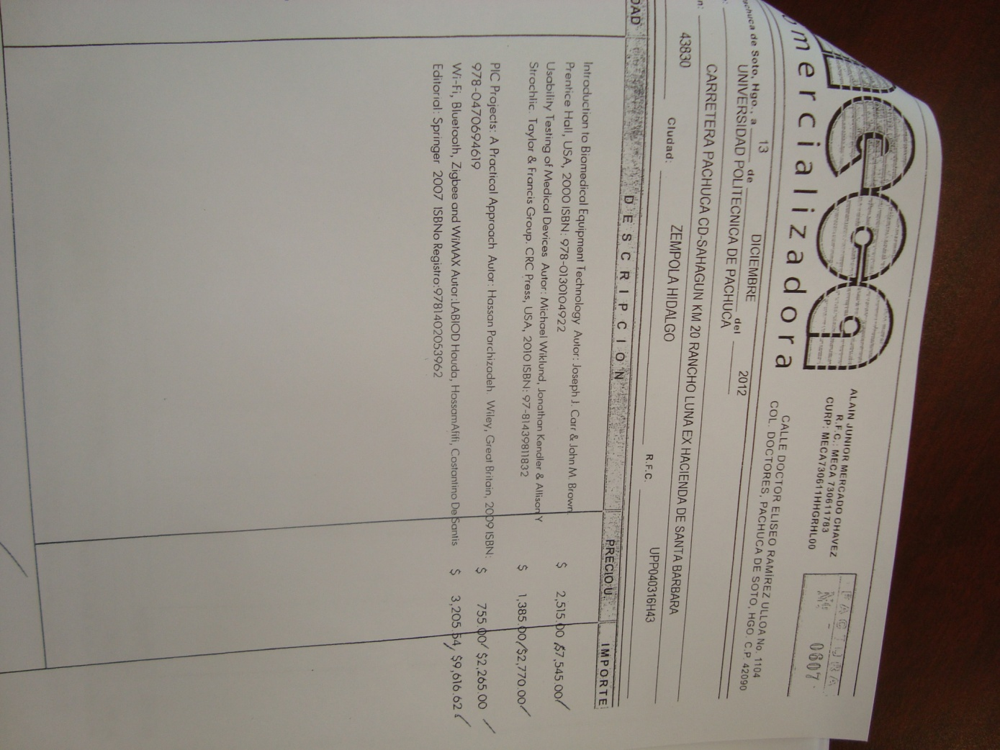 omercializadora
ALAIN JUNIOR MERCADO CHAVEZ
R.F.C.: MECA 730611783
CURP: MECA730611HHGRHL00
FACTURA
Nº - 0607
CALLE DOCTOR ELISEO RAMÍREZ ULLOA No. 1104
COL. DOCTORES, PACHUCA DE SOTO, HGO. C.P. 42090
achuca de Soto, Hgo., a 13 de DICIEMBRE del 2012
UNIVERSIDAD POLITECNICA DE PACHUCA
n: CARRETERA PACHUCA CD-SAHAGUN KM 20 RANCHO LUNA EX HACIENDA DE SANTA BARBARA
43830 Ciudad: ZEMPOLA HIDALGO R.F.C. UPP040316H43
DAD DESCRIPCION PRECIO U. IMPORTE
Introduction to Biomedical Equipment Technology Autor: Joseph J. Carr & John M. Brown.
Prentice Hall, USA, 2000 ISBN: 978-0130104922 $ 2,515.00 $7,545.00
Usability Testing of Medical Devices Autor: Michael Wiklund, Jonathan Kendler & Allison Y
Strochlic. Taylor & Francis Group. CRC Press, USA, 2010 ISBN: 97-81439811832 $ 1,385.00 $2,770.00
PIC Projects: A Practical Approach Autor: Hassan Parchizadeh. Wiley, Great Britain, 2009 ISBN:
978-0470694619 $ 755.00 $2,265.00
Wi-Fi, Bluetooth, Zigbee and WiMAX Autor:LABIOD Houda, HossamAfifi, Costantino De Santis $ 3,205.54 $9,616.62
Editorial: Springer 2007 ISBNo Registro:9781402053962